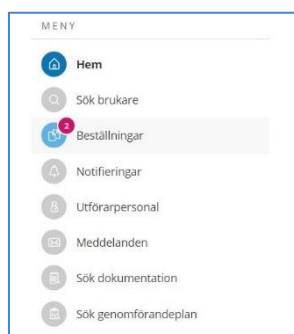 MENY
Hem
Sök brukare
2
Beställningar
Notifieringar
Utförarpersonal
Meddelanden
Sök dokumentation
Sök genomförandeplan